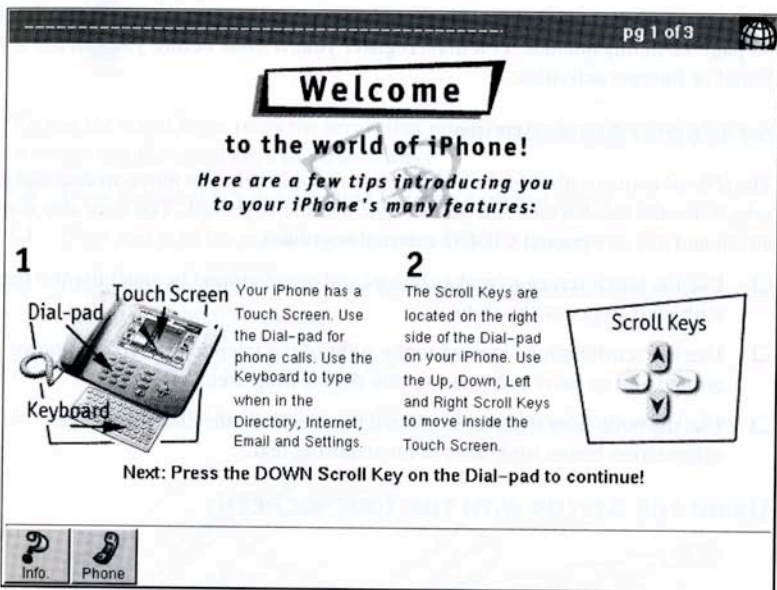 pg 1 of 3
Welcome
to the world of iPhone!
Here are a few tips introducing you
to your iPhone's key features:
1
Touch Screen
Dial-pad
Keyboard
Your iPhone has a
Touch Screen. Use
the Dial-pad for
phone calls. Use the
Keyboard to type
when in the
Directory, Internet,
Email and Settings.
2
The Scroll Keys are
located on the right
side of the Dial-pad
on your iPhone. Use
the Up, Down, Left
and Right Scroll Keys
to move inside the
Touch Screen.
Scroll Keys
Next: Press the DOWN Scroll Key on the Dial-pad to continue!
Info.
Phone